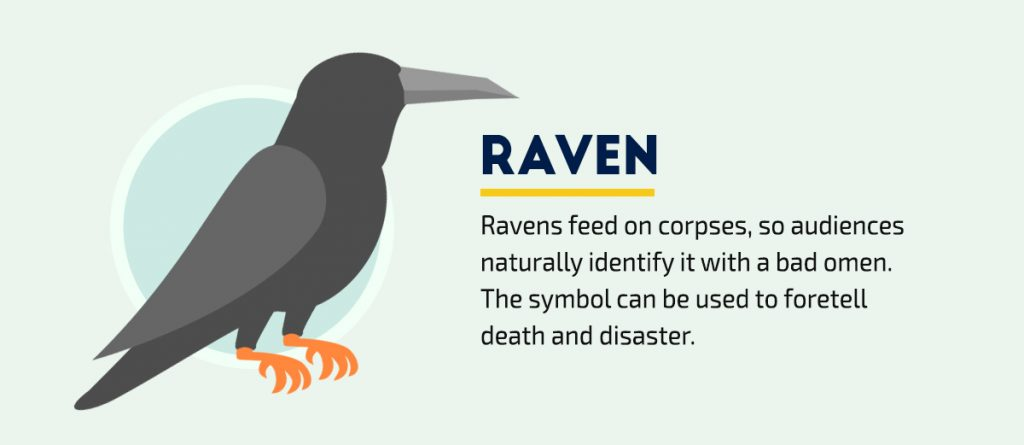 RAVEN
Ravens feed on corpses, so audiences
naturally identify it with a bad omen.
The symbol can be used to foretell
death and disaster.